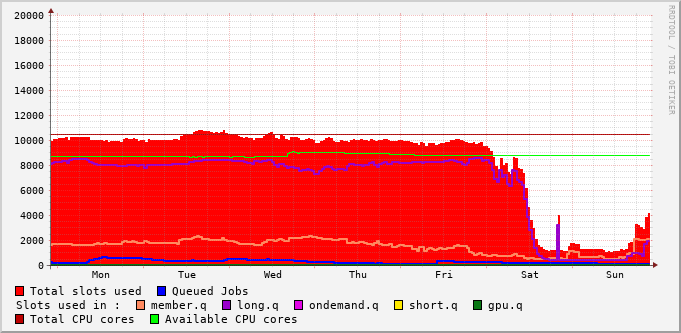 20000
18000
16000
14000
12000
10000
8000
6000
4000
2000
0
Mon Tue Wed Thu Fri Sat Sun
RRDTOOL / TOBI OETIKER
Total slots used Queued Jobs
Slots used in : member.q long.q ondemand.q short.q gpu.q
Total CPU cores Available CPU cores